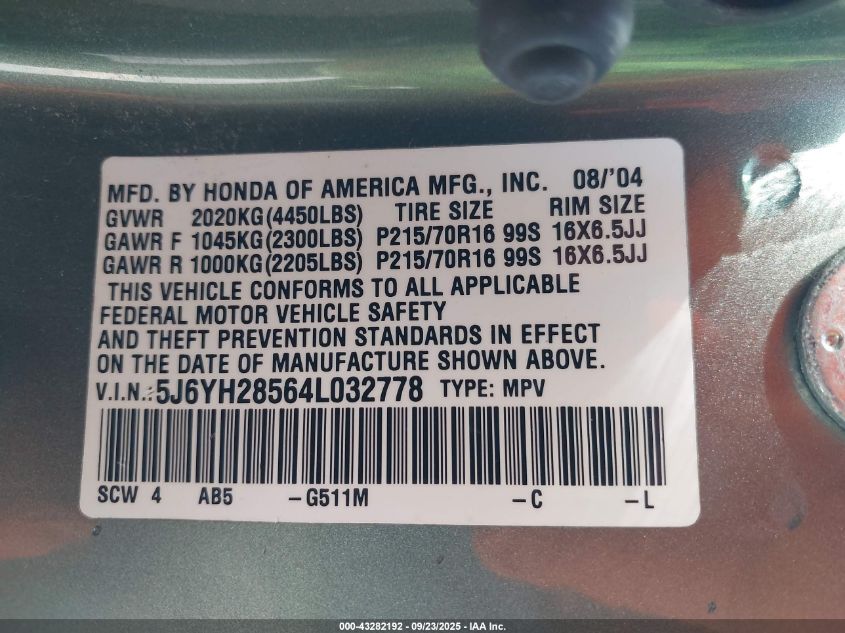 MFD. BY HONDA OF AMERICA MFG., INC. 08/'04
GVWR 2020KG(4450LBS) TIRE SIZE RIM SIZE
GAWR F 1045KG(2300LBS) P215/70R16 99S 16X6.5JJ
GAWR R 1000KG(2205LBS) P215/70R16 99S 16X6.5JJ
THIS VEHICLE CONFORMS TO ALL APPLICABLE
FEDERAL MOTOR VEHICLE SAFETY
AND THEFT PREVENTION STANDARDS IN EFFECT
ON THE DATE OF MANUFACTURE SHOWN ABOVE.
V.I.N.:5J6YH28564L032778 TYPE: MPV
SCW 4 AB5 -G511M -C -L
000-43282192 - 09/23/2025 - IAA Inc.